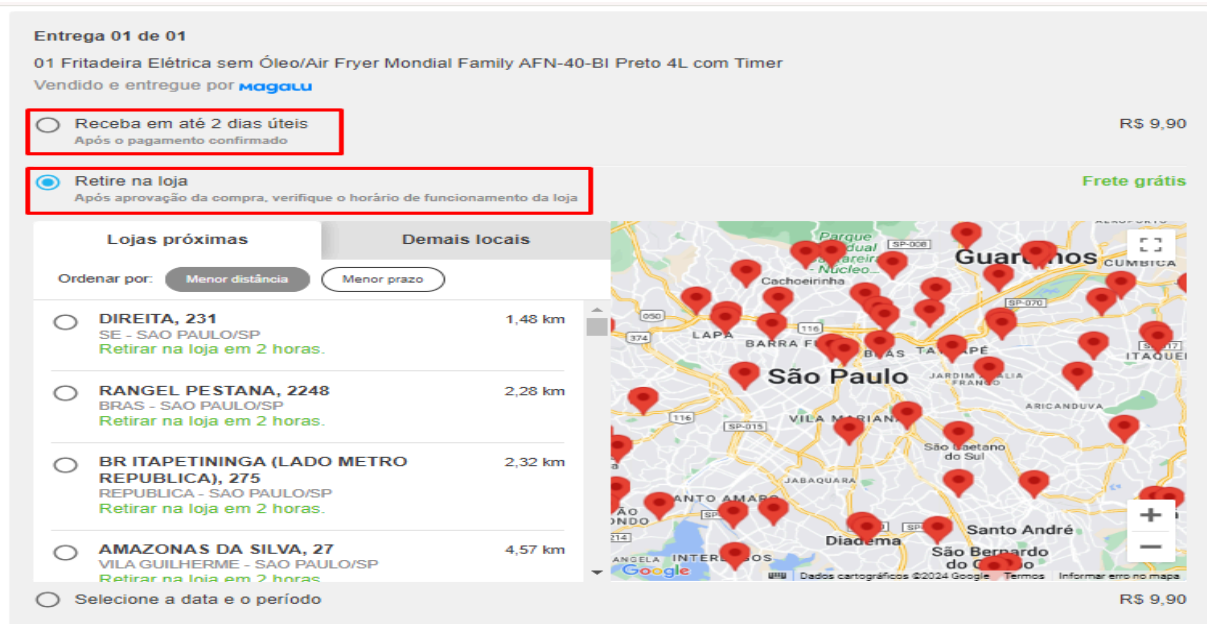 Entrega 01 de 01
01 Fritadeira Elétrica sem Óleo/Air Fryer Mondial Family AFN-40-BI Preto 4L com Timer
Vendido e entregue por Magalu
Receba em até 2 dias úteis
R$ 9,90
Após o pagamento confirmado
Retire na loja
Frete grátis
Após aprovação da compra, verifique o horário de funcionamento da loja
Lojas próximas
Demais locais
Ordenar por:
Menor distância
Menor prazo
DIREITA, 231
1,48 km
SE - SAO PAULO/SP
Retirar na loja em 2 horas.
RANGEL PESTANA, 2248
2,28 km
BRAS - SAO PAULO/SP
Retirar na loja em 2 horas.
BR ITAPETININGA (LADO METRO
2,32 km
REPUBLICA), 275
REPUBLICA - SAO PAULO/SP
Retirar na loja em 2 horas.
AMAZONAS DA SILVA, 27
4,57 km
VILA GUILHERME - SAO PAULO/SP
Retirar na loja em 2 horas
Parque
SP-008
Núcleo...
CUMBICA
Cachoeirinha
SP-070
050
374
LAPA
116
BARRA
São Paulo
116
SP-015
VILA
ARICANDUVA
do Sul
JABAQUARA
Santo André
Diadema
São Bernardo
Google
Dados cartográficos ©2024 Google
Termos
Informar erro no mapa
Selecione a data e o período
R$ 9,90